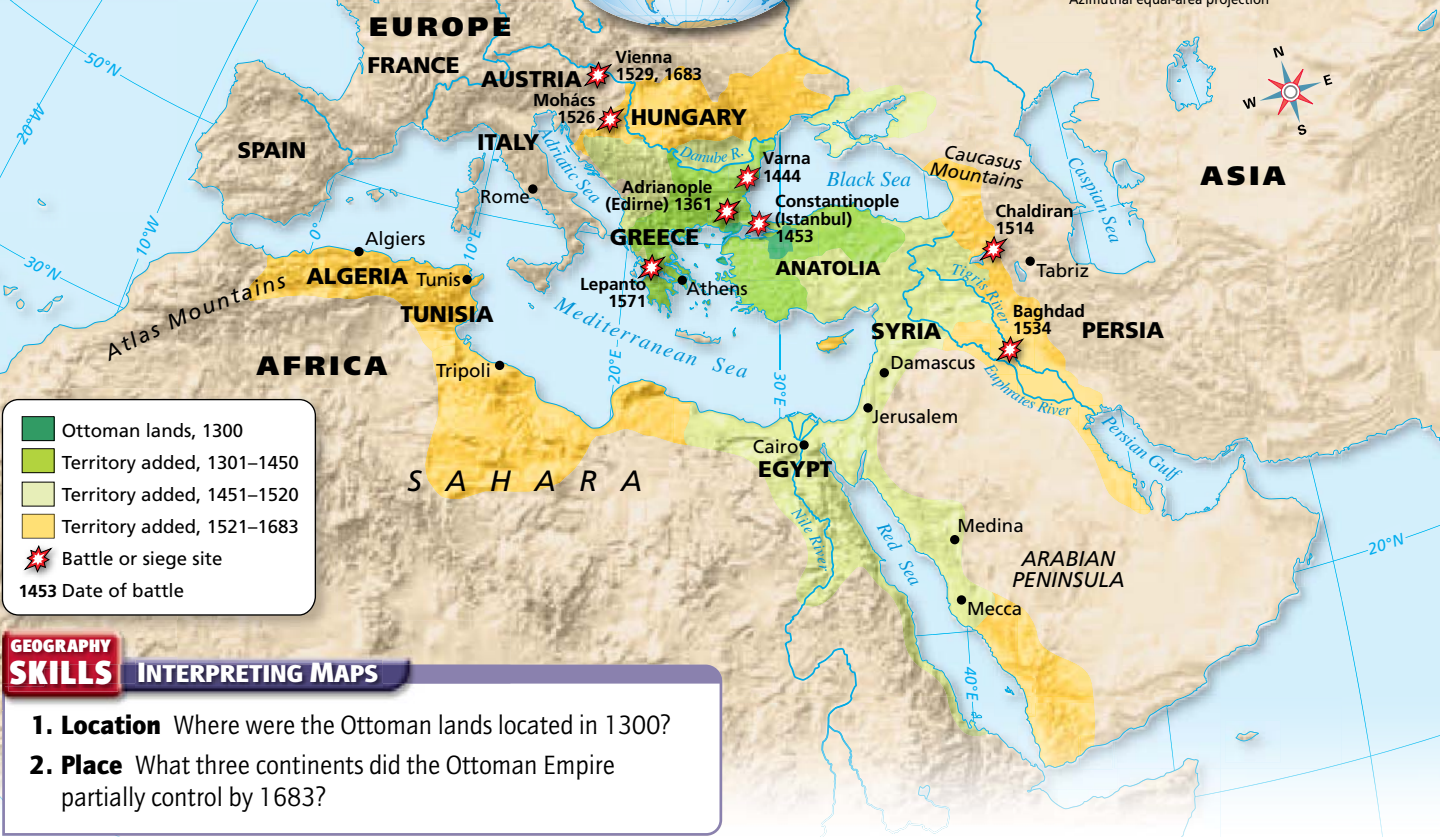 Azimuthal equal-area projection
EUROPE
FRANCE
AUSTRIA
Vienna
1529, 1683
Mohács
1526
HUNGARY
ITALY
Adriatic Sea
Danube R.
SPAIN
Rome
Varna
1444
Black Sea
Caucasus
Mountains
Caspian Sea
ASIA
N
E
S
W
50°N
20°W
10°W
0°
10°E
30°N
Adrianople
(Edirne) 1361
Constantinople
(Istanbul)
1453
Chaldiran
1514
Tabriz
GREECE
ANATOLIA
Lepanto
1571
Athens
Algiers
ALGERIA
Tunis
TUNISIA
Atlas Mountains
AFRICA
Tripoli
Mediterranean Sea
20°E
30°E
Tigris River
SYRIA
Baghdad
1534
PERSIA
Damascus
Euphrates River
Jerusalem
Persian Gulf
Cairo
EGYPT
SAHARA
Nile River
Red Sea
Medina
ARABIAN
PENINSULA
Mecca
20°N
40°E
Ottoman lands, 1300
Territory added, 1301–1450
Territory added, 1451–1520
Territory added, 1521–1683
Battle or siege site
1453 Date of battle
GEOGRAPHY
SKILLS
INTERPRETING MAPS
1. Location Where were the Ottoman lands located in 1300?
2. Place What three continents did the Ottoman Empire
partially control by 1683?